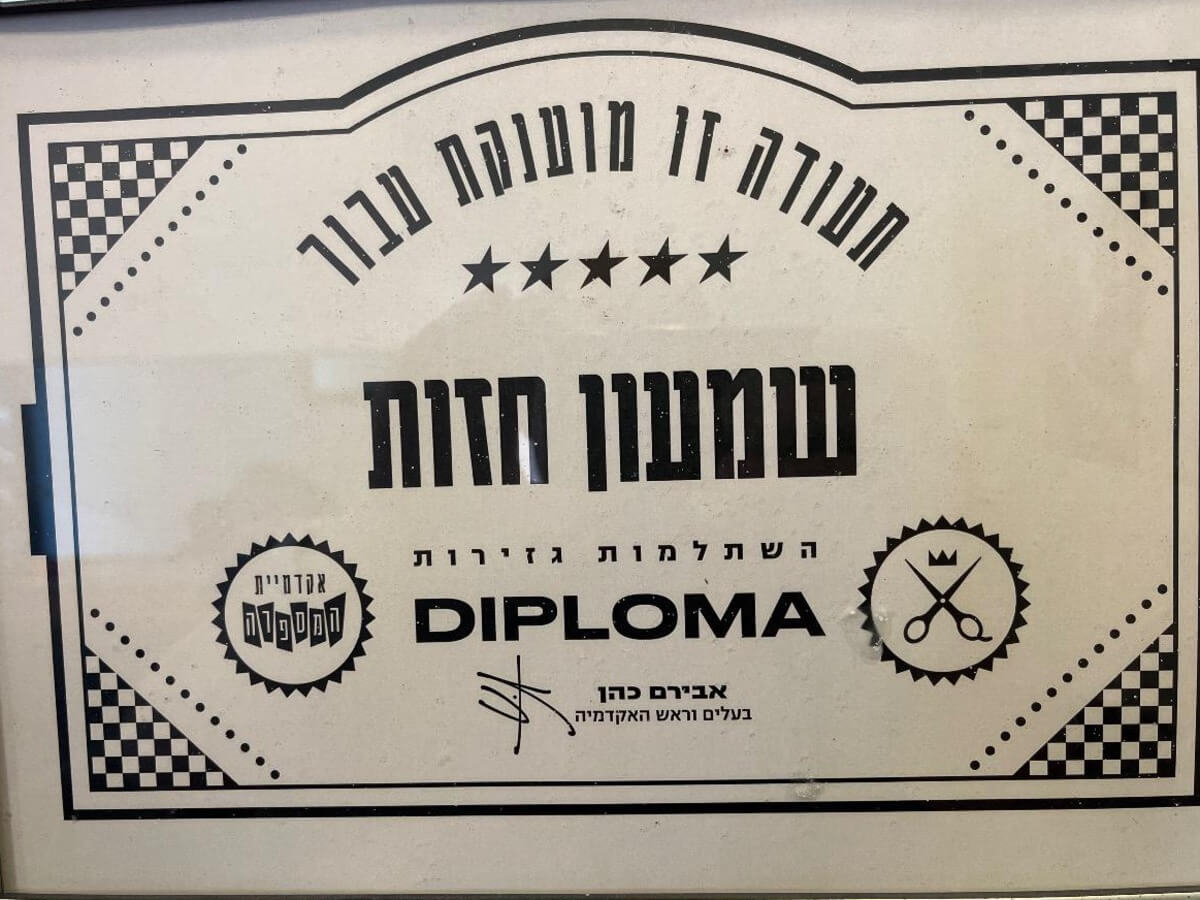 תעודה זו מוענקת עבור
שמעון חזות
השתלמות גזירות
DIPLOMA
אקדמיית
המספרה
אבירם כהן
בעלים וראש האקדמיה